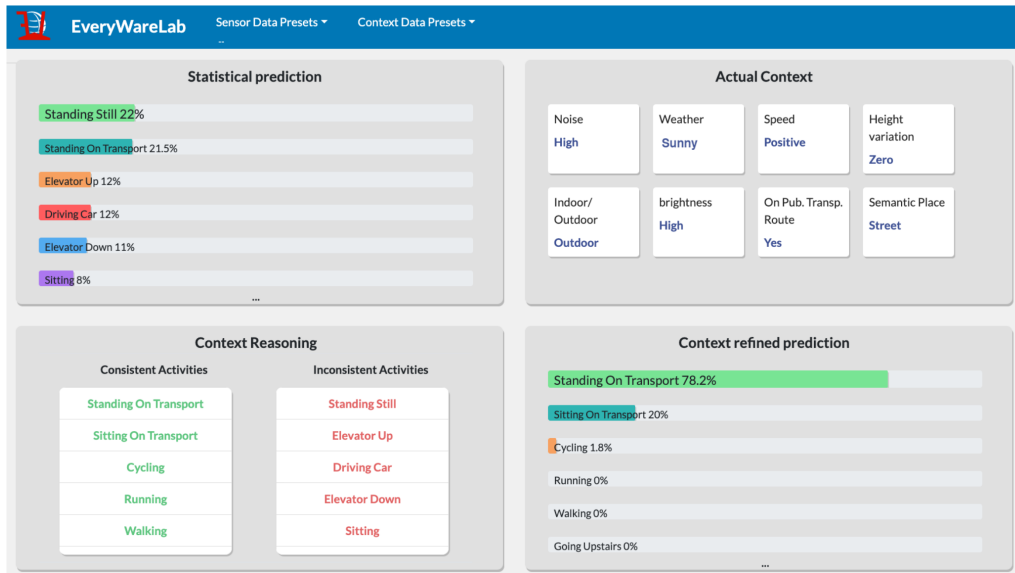 EveryWareLab
Sensor Data Presets
Context Data Presets
..
Statistical prediction
Standing Still 22%
Standing On Transport 21.5%
Elevator Up 12%
Driving Car 12%
Elevator Down 11%
Sitting 8%
...
Actual Context
Noise
High
Weather
Sunny
Speed
Positive
Height
variation
Zero
Indoor/
Outdoor
Outdoor
brightness
High
On Pub. Transp.
Route
Yes
Semantic Place
Street
Context Reasoning
Consistent Activities
Standing On Transport
Sitting On Transport
Cycling
Running
Walking
Inconsistent Activities
Standing Still
Elevator Up
Driving Car
Elevator Down
Sitting
Context refined prediction
Standing On Transport 78.2%
Sitting On Transport 20%
Cycling 1.8%
Running 0%
Walking 0%
Going Upstairs 0%
...